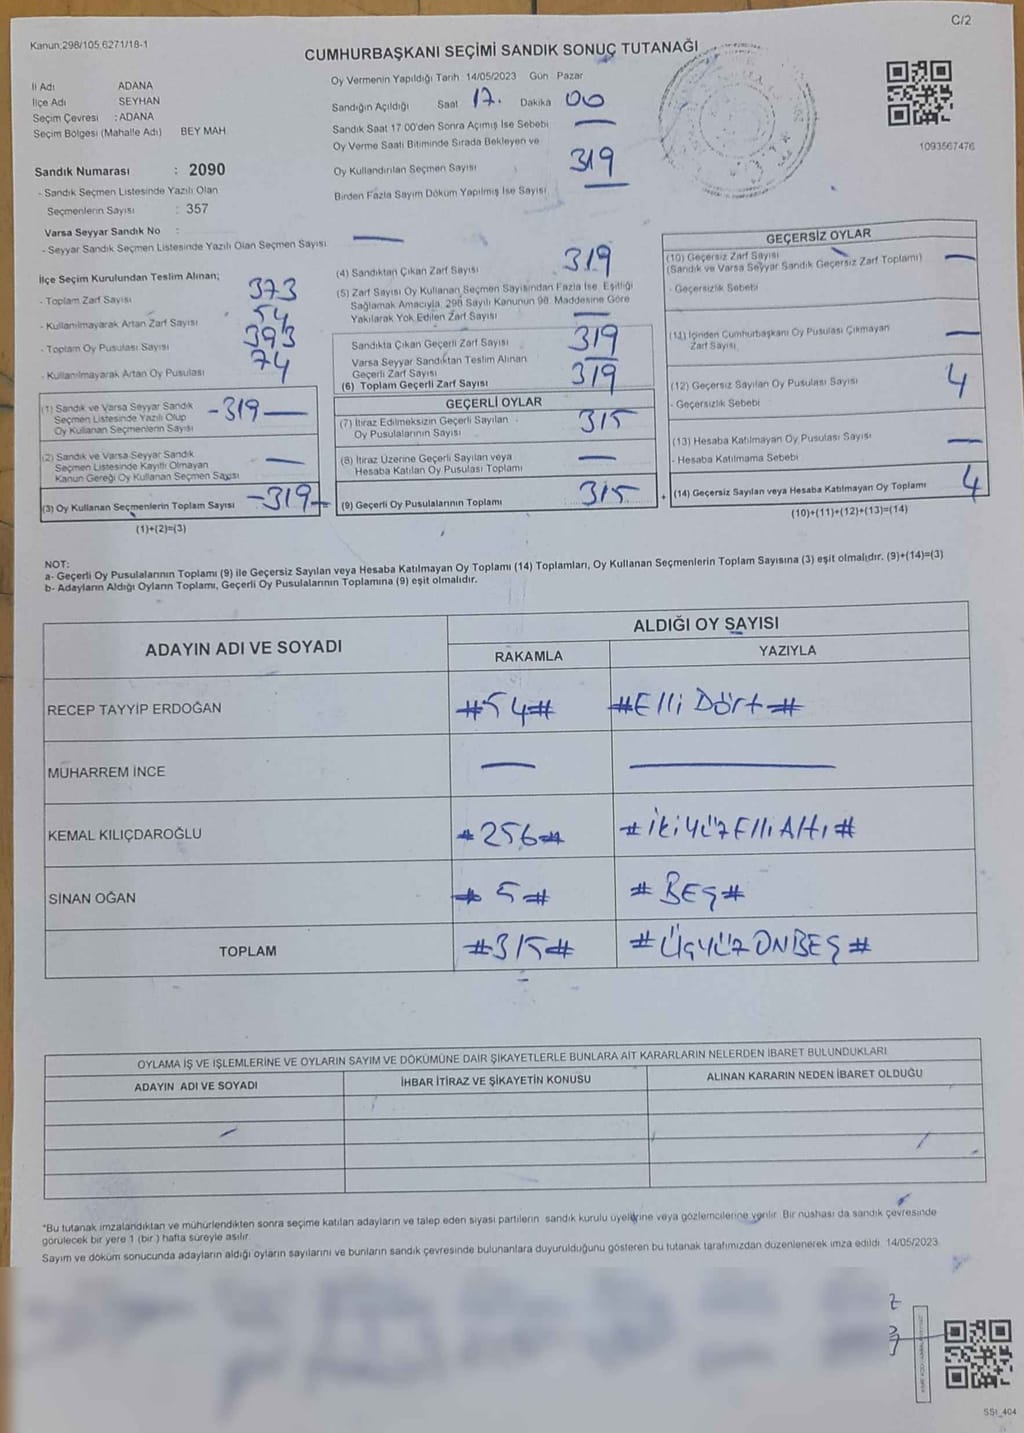 C/2
Kanun:298/105,6271/18-1
CUMHURBAŞKANI SEÇİMİ SANDIK SONUÇ TUTANAĞI
İl Adı ADANA
İlçe Adı SEYHAN
Seçim Çevresi : ADANA
Seçim Bölgesi (Mahalle Adı) BEY MAH
Sandık Numarası : 2090
- Sandık Seçmen Listesinde Yazılı Olan
Seçmenlerin Sayısı : 357
Varsa Seyyar Sandık No :
- Seyyar Sandık Seçmen Listesinde Yazılı Olan Seçmen Sayısı —
Oy Vermenin Yapıldığı Tarih 14/05/2023 Gün Pazar
Sandığın Açıldığı Saat 17. Dakika 00
Sandık Saat 17 00'den Sonra Açımış İse Sebebi —
Oy Verme Saati Bitiminde Sırada Bekleyen ve
Oy Kullandırılan Seçmen Sayısı 319
Birden Fazla Sayım Döküm Yapılmış İse Sayısı —
1093567476
İlçe Seçim Kurulundan Teslim Alınan;
- Toplam Zarf Sayısı 373
- Kullanılmayarak Artan Zarf Sayısı 54
- Toplam Oy Pusulası Sayısı 393
- Kullanılmayarak Artan Oy Pusulası 74
(1) Sandık ve Varsa Seyyar Sandık
Seçmen Listesinde Yazılı Olup
Oy Kullanan Seçmenlerin Sayısı
-319—
(2) Sandık ve Varsa Seyyar Sandık
Seçmen Listesinde Kayıtlı Olmayan
Kanun Gereği Oy Kullanan Seçmen Sayısı
—
(3) Oy Kullanan Seçmenlerin Toplam Sayısı -319-
(1)+(2)=(3)
(4) Sandıktan Çıkan Zarf Sayısı 319
(5) Zarf Sayısı Oy Kullanan Seçmen Sayısından Fazla İse, Eşitliği
Sağlamak Amacıyla, 298 Sayılı Kanunun 98. Maddesine Göre
Yakılarak Yok Edilen Zarf Sayısı —
Sandıkta Çıkan Geçerli Zarf Sayısı 319
Varsa Seyyar Sandıktan Teslim Alınan
Geçerli Zarf Sayısı —
(6) Toplam Geçerli Zarf Sayısı 319
GEÇERLİ OYLAR
(7) İtiraz Edilmeksizin Geçerli Sayılan
Oy Pusulalarının Sayısı 315
(8) İtiraz Üzerine Geçerli Sayılan veya
Hesaba Katılan Oy Pusulası Toplamı —
(9) Geçerli Oy Pusulalarının Toplamı 315
GEÇERSİZ OYLAR
(10) Geçersiz Zarf Sayısı
(Sandık ve Varsa Seyyar Sandık Geçersiz Zarf Toplamı) —
- Geçersizlik Sebebi
(11) İçinden Cumhurbaşkanı Oy Pusulası Çıkmayan
Zarf Sayısı —
(12) Geçersiz Sayılan Oy Pusulası Sayısı 4
- Geçersizlik Sebebi
(13) Hesaba Katılmayan Oy Pusulası Sayısı —
- Hesaba Katılmama Sebebi
+ (14) Geçersiz Sayılan veya Hesaba Katılmayan Oy Toplamı 4
(10)+(11)+(12)+(13)=(14)
NOT:
a- Geçerli Oy Pusulalarının Toplamı (9) ile Geçersiz Sayılan veya Hesaba Katılmayan Oy Toplamı (14) Toplamları, Oy Kullanan Seçmenlerin Toplam Sayısına (3) eşit olmalıdır. (9)+(14)=(3)
b- Adayların Aldığı Oyların Toplamı, Geçerli Oy Pusulalarının Toplamına (9) eşit olmalıdır.
ADAYIN ADI VE SOYADI
ALDIĞI OY SAYISI
RAKAMLA YAZIYLA
RECEP TAYYİP ERDOĞAN #54# #Elli Dört#
MUHARREM İNCE — —
KEMAL KILIÇDAROĞLU #256# #İKİYÜZ Elli Altı#
SİNAN OĞAN #5# #BEŞ#
TOPLAM #315# #ÜÇYÜZ ONBEŞ#
OYLAMA İŞ VE İŞLEMLERİNE VE OYLARIN SAYIM VE DÖKÜMÜNE DAİR ŞİKAYETLERLE BUNLARA AİT KARARLARIN NELERDEN İBARET BULUNDUKLARI
ADAYIN ADI VE SOYADI İHBAR İTİRAZ VE ŞİKAYETİN KONUSU ALINAN KARARIN NEDEN İBARET OLDUĞU
*Bu tutanak imzalandıktan ve mühürlendikten sonra seçime katılan adayların ve talep eden siyasi partilerin sandık kurulu üyelerine veya gözlemcilerine verilir. Bir nüshası da sandık çevresinde
görülecek bir yere 1 (bir ) hafta süreyle asılır.
Sayım ve döküm sonucunda adayların aldığı oyların sayılarını ve bunların sandık çevresinde bulunanlara duyurulduğunu gösteren bu tutanak tarafımızdan düzenlenerek imza edildi. 14/05/2023
SSİ_404